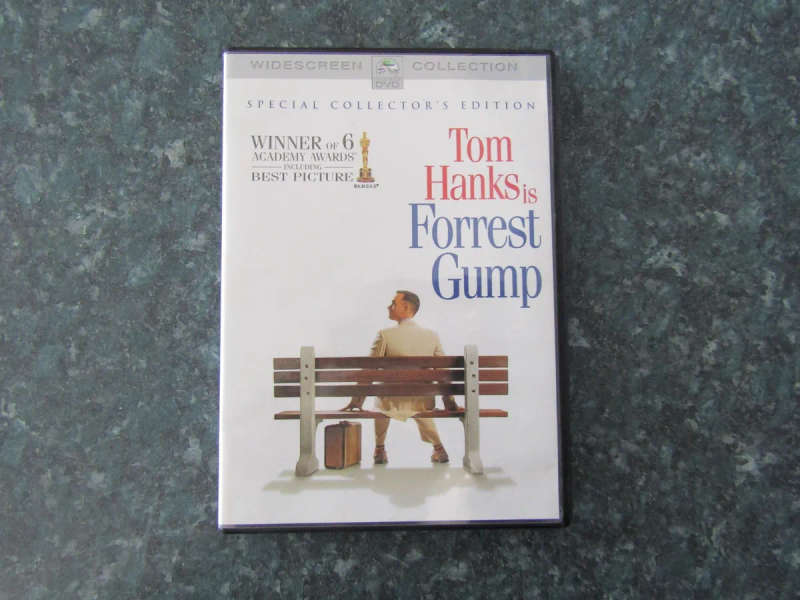 WIDESCREEN DVD COLLECTION
SPECIAL COLLECTOR'S EDITION
WINNER OF 6
ACADEMY AWARDS
INCLUDING
BEST PICTURE
Tom
Hanks is
Forrest
Gump